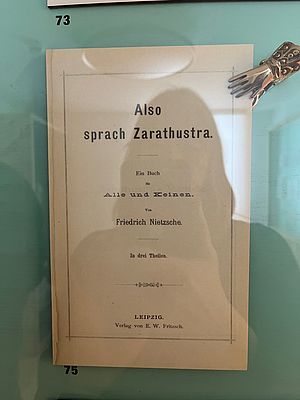 73
Also
sprach Zarathustra.
Ein Buch
für
Alle und Keinen.
Von
Friedrich Nietzsche.
In drei Theilen.
LEIPZIG.
Verlag von E. W. Fritzsch.
75